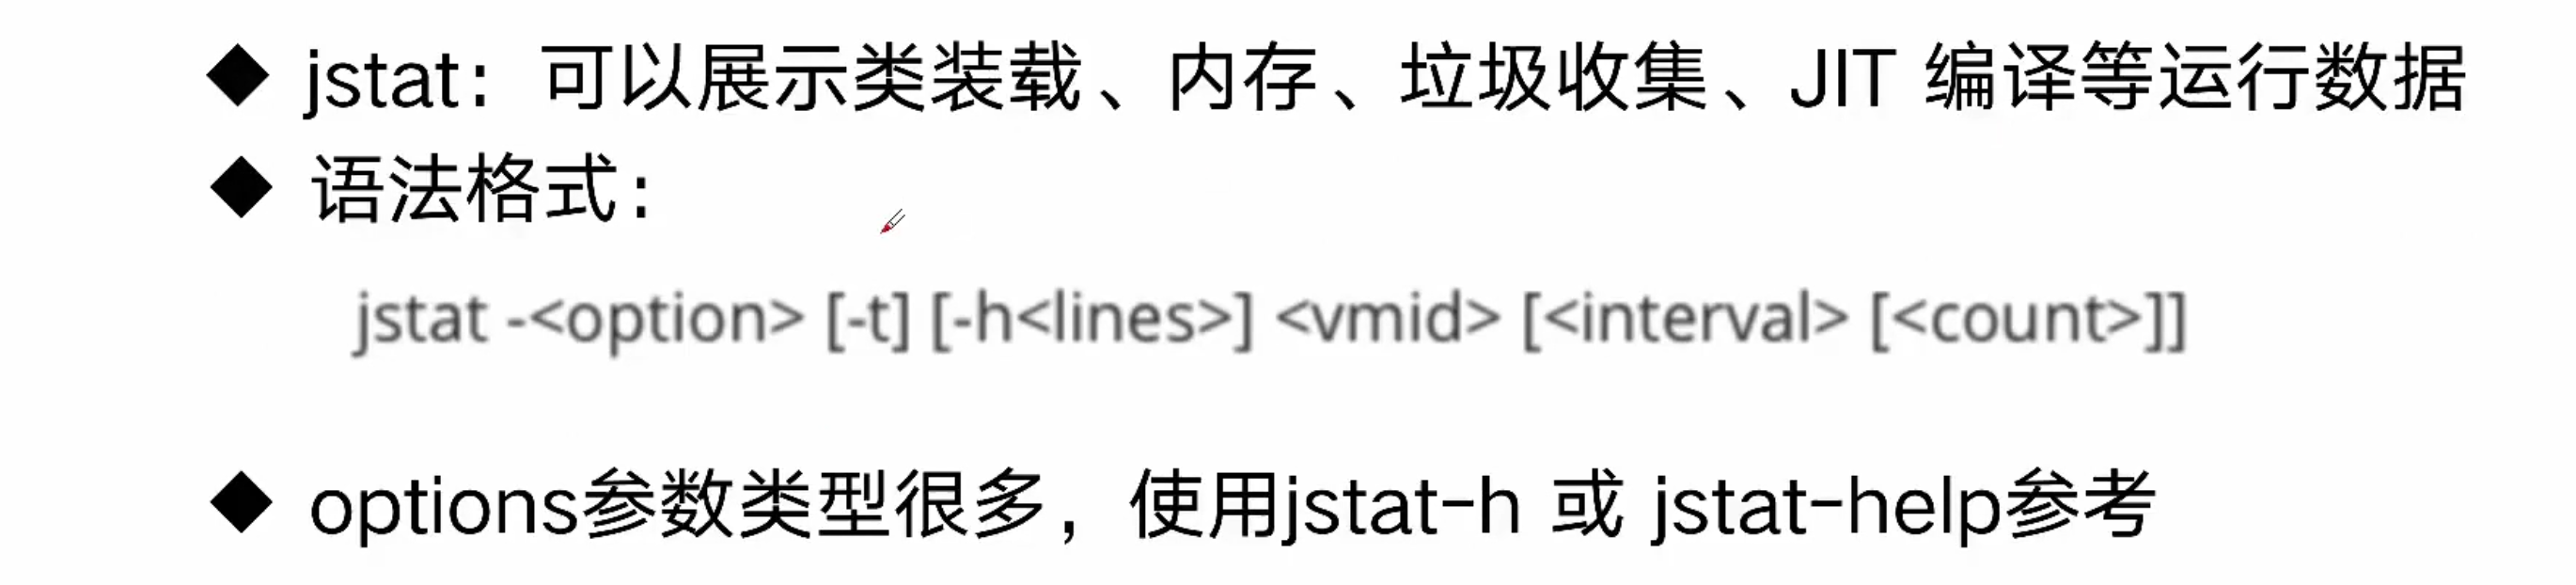 ◆ jstat：可以展示类装载、内存、垃圾收集、JIT 编译等运行数据
◆ 语法格式：
jstat -<option> [-t] [-h<lines>] <vmid> [<interval> [<count>]]
◆ options参数类型很多，使用jstat-h 或 jstat-help参考